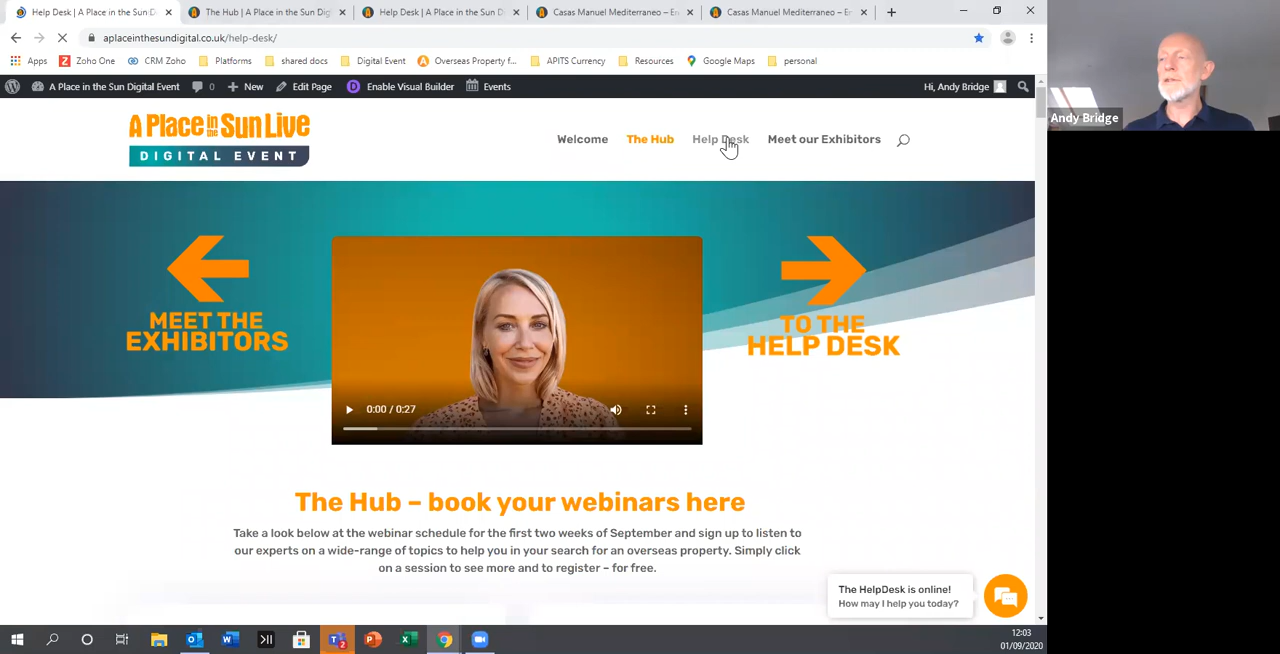 Help Desk | A Place in the Sun D
The Hub | A Place in the Sun Digi
Help Desk | A Place in the Sun D
Casas Manuel Mediterraneo – En
Casas Manuel Mediterraneo – En
aplaceinthesundigital.co.uk/help-desk/
Apps
Zoho One
CRM Zoho
Platforms
shared docs
Digital Event
Overseas Property f...
APITS Currency
Resources
Google Maps
personal
A Place in the Sun Digital Event
0
New
Edit Page
Enable Visual Builder
Events
Hi, Andy Bridge
Andy Bridge
A Place in the Sun Live
DIGITAL EVENT
Welcome
The Hub
Help Desk
Meet our Exhibitors
MEET THE
EXHIBITORS
TO THE
HELP DESK
0:00 / 0:27
The Hub – book your webinars here
Take a look below at the webinar schedule for the first two weeks of September and sign up to listen to
our experts on a wide-range of topics to help you in your search for an overseas property. Simply click
on a session to see more and to register – for free.
The HelpDesk is online!
How may I help you today?
12:03
01/09/2020